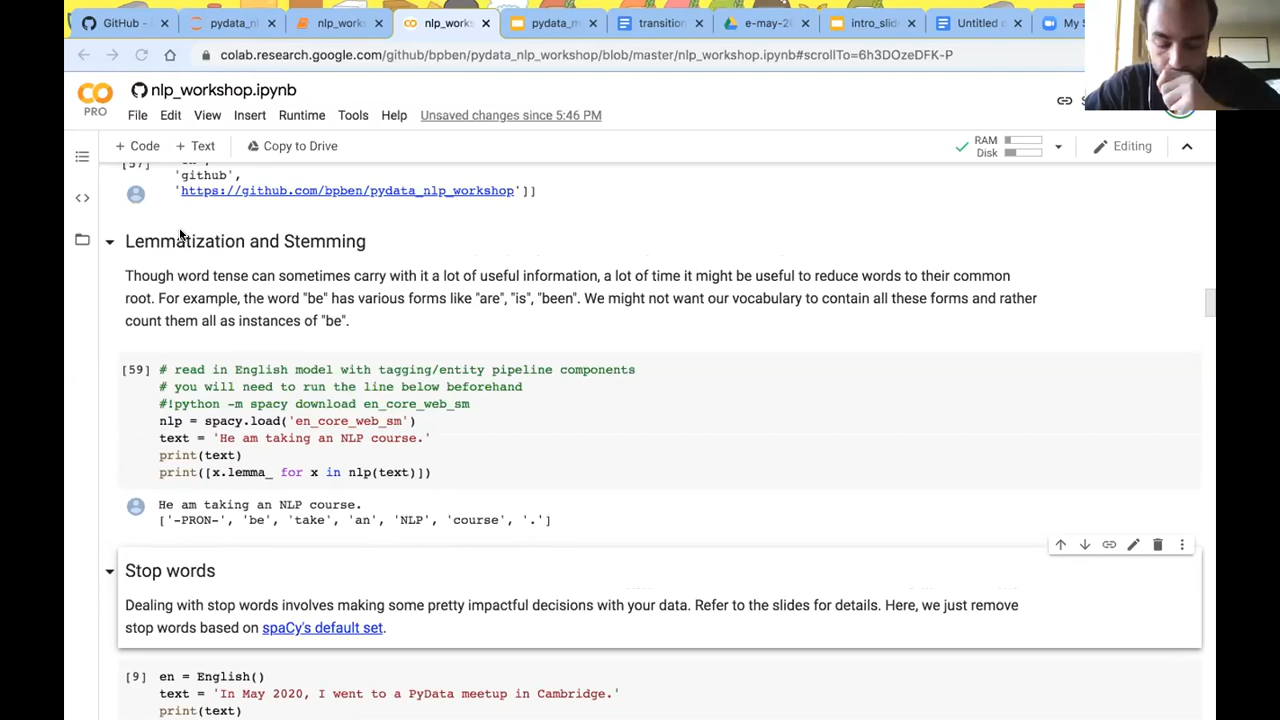 GitHub -
pydata_nl
nlp_works
nlp_works
pydata_m
transition
e-may-20
intro_slid
Untitled d
My S
colab.research.google.com/github/bpben/pydata_nlp_workshop/blob/master/nlp_workshop.ipynb#scrollTo=6h3DOzeDFK-P
nlp_workshop.ipynb
PRO
File Edit View Insert Runtime Tools Help Unsaved changes since 5:46 PM
+ Code + Text Copy to Drive
RAM
Disk
Editing
[57]
'github',
'https://github.com/bpben/pydata_nlp_workshop']]
Lemmatization and Stemming
Though word tense can sometimes carry with it a lot of useful information, a lot of time it might be useful to reduce words to their common
root. For example, the word "be" has various forms like "are", "is", "been". We might not want our vocabulary to contain all these forms and rather
count them all as instances of "be".
[59] # read in English model with tagging/entity pipeline components
# you will need to run the line below beforehand
#!python -m spacy download en_core_web_sm
nlp = spacy.load('en_core_web_sm')
text = 'He am taking an NLP course.'
print(text)
print([x.lemma_ for x in nlp(text)])
He am taking an NLP course.
['-PRON-', 'be', 'take', 'an', 'NLP', 'course', '.']
Stop words
Dealing with stop words involves making some pretty impactful decisions with your data. Refer to the slides for details. Here, we just remove
stop words based on spaCy's default set.
[9] en = English()
text = 'In May 2020, I went to a PyData meetup in Cambridge.'
print(text)